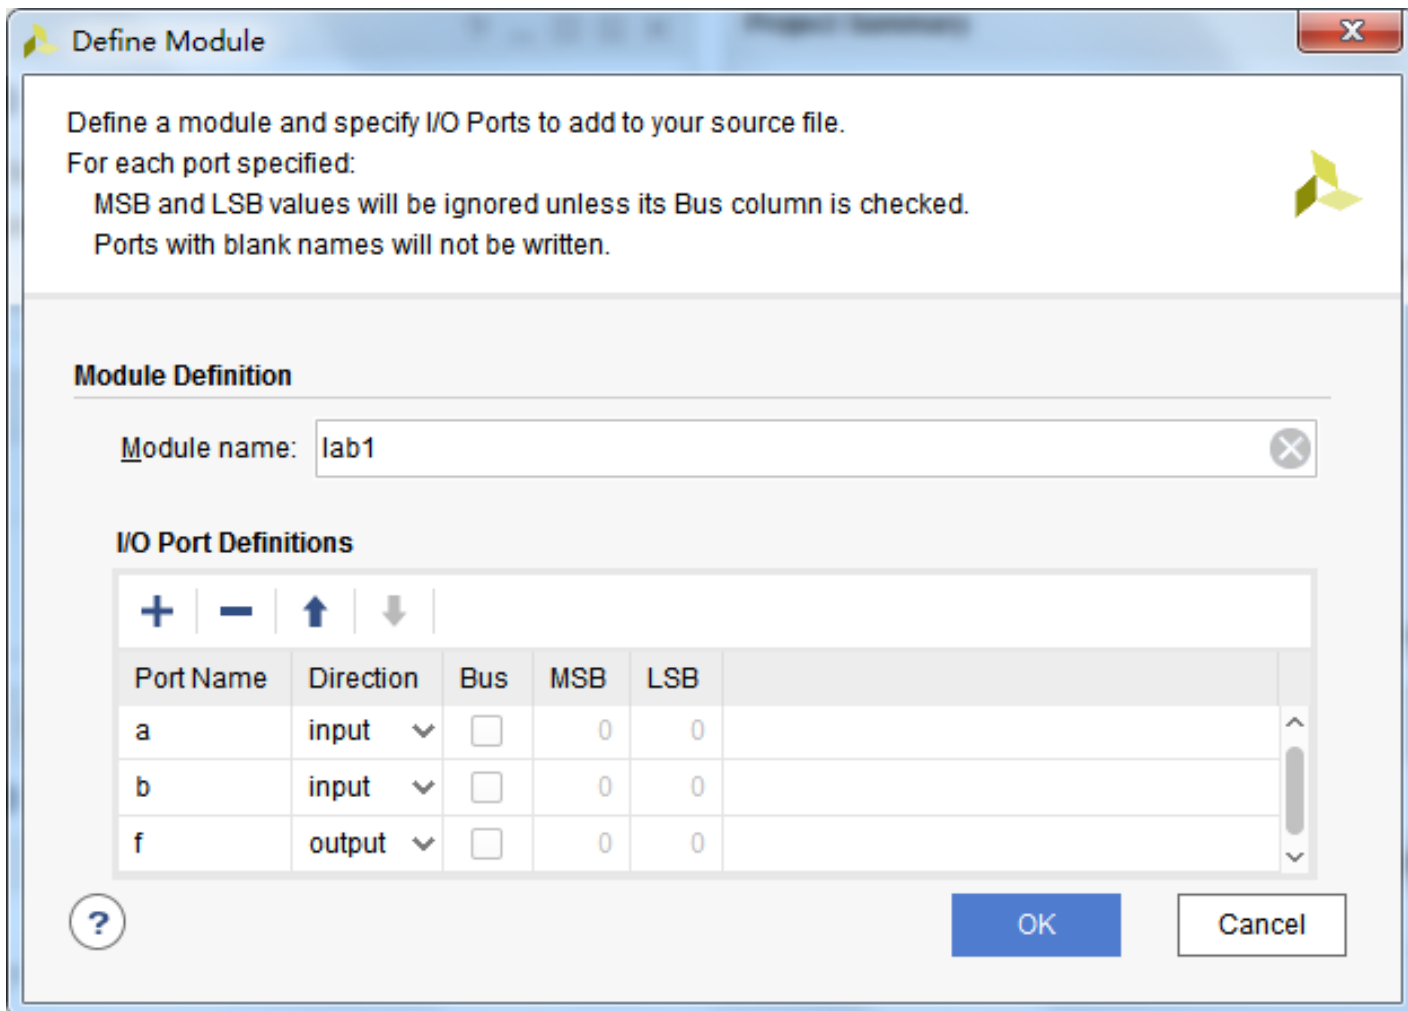 Define Module
Project Summary
X
Define a module and specify I/O Ports to add to your source file.
For each port specified:
MSB and LSB values will be ignored unless its Bus column is checked.
Ports with blank names will not be written.
Module Definition
Module name: lab1
I/O Port Definitions
Port Name Direction Bus MSB LSB
a input 0 0
b input 0 0
f output 0 0
? OK Cancel